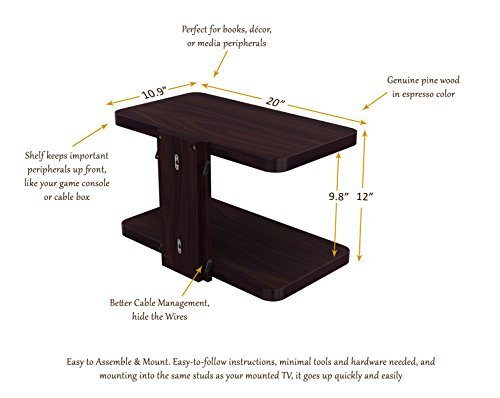 Perfect for books, décor,
or media peripherals
10.9”
20”
Genuine pine wood
in espresso color
Shelf keeps important
peripherals up front,
like your game console
or cable box
9.8”
12”
Better Cable Management,
hide the Wires
Easy to Assemble & Mount. Easy-to-follow instructions, minimal tools and hardware needed, and
mounting into the same studs as your mounted TV, it goes up quickly and easily